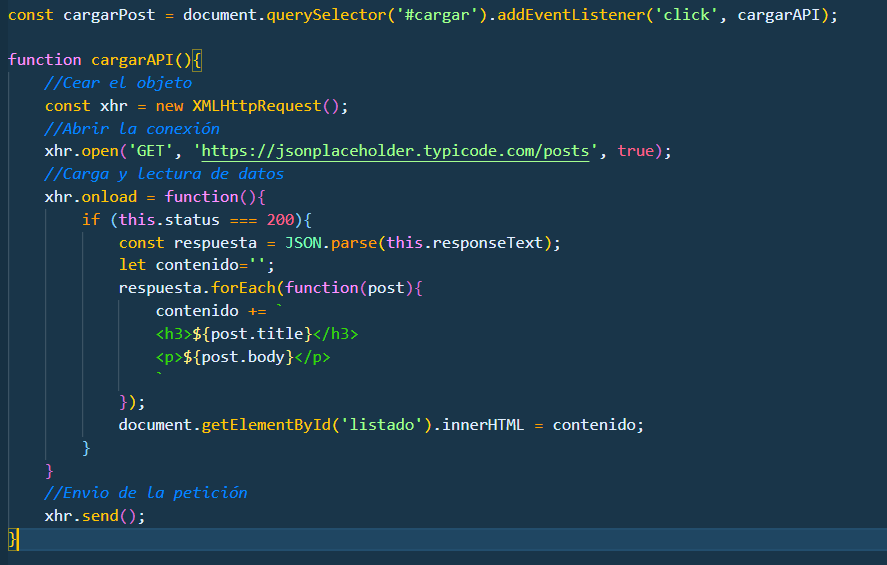 const cargarPost = document.querySelector('#cargar').addEventListener('click', cargarAPI);
function cargarAPI(){
//Cear el objeto
const xhr = new XMLHttpRequest();
//Abrir la conexión
xhr.open('GET', 'https://jsonplaceholder.typicode.com/posts', true);
//Carga y lectura de datos
xhr.onload = function(){
if (this.status === 200){
const respuesta = JSON.parse(this.responseText);
let contenido='';
respuesta.forEach(function(post){
contenido += `
<h3>${post.title}</h3>
<p>${post.body}</p>
`
});
document.getElementById('listado').innerHTML = contenido;
}
}
//Envio de la petición
xhr.send();
}